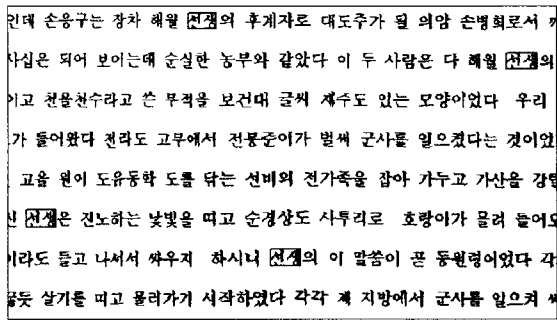 인데 손응구는 장차 해월 선생의 후계자로 대도주가 될 의암 손병희로서
사십은 되어 보이는데 순실한 농부와 같았다 이 두 사람은 다 해월 선생의
이고 천을천수라고 쓴 부적을 보건대 글씨 재주도 있는 모양이었다 우리
가 들어왔다 전라도 고부에서 전봉준이가 벌써 군사를 일으켰다는 것이었
고을 원이 도유동학 도를 닦는 선비의 전가족을 잡아 가두고 가산을 강탈
선생은 진노하는 낯빛을 띠고 순경상도 사투리로 호랑이가 물려 들어오
이라도 들고 나서서 싸우지 하시니 선생의 이 말씀이 곧 동원령이었다 각
살기를 띠고 물러가기 시작하였다 각각 제 지방에서 군사를 일으켜